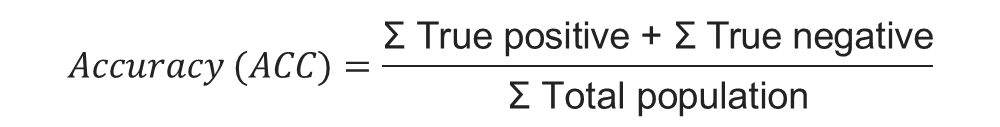 Accuracy (ACC) = 
Σ True positive + Σ True negative
Σ Total population